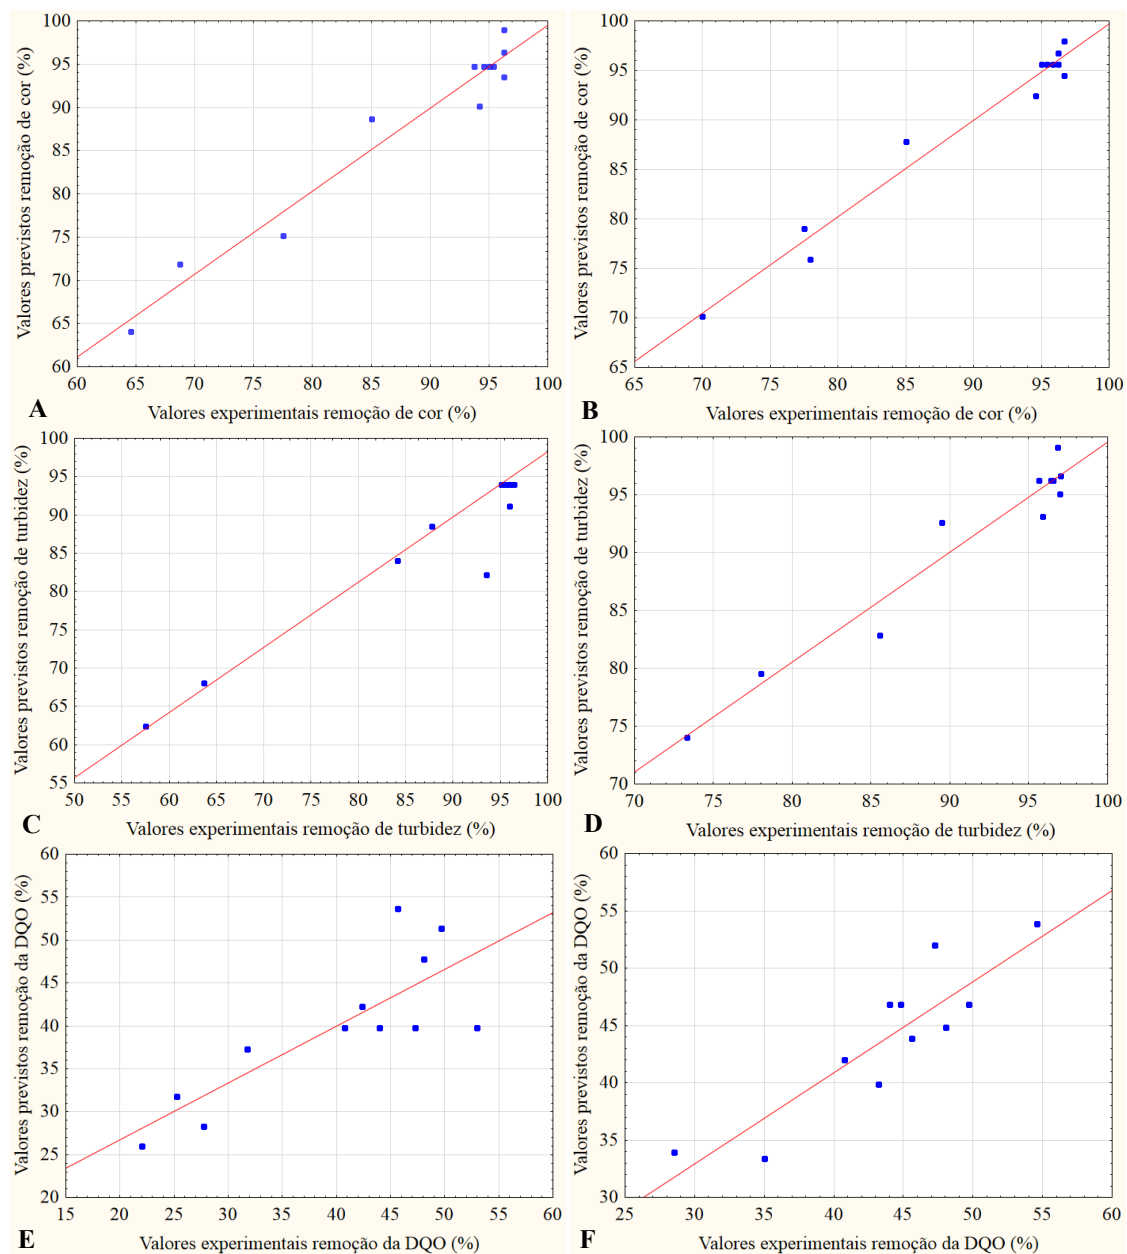 Valores previstos remoção de cor (%)
100
95
90
85
80
75
70
65
60
60 65 70 75 80 85 90 95 100
A
Valores experimentais remoção de cor (%)
Valores previstos remoção de cor (%)
100
95
90
85
80
75
70
65
65 70 75 80 85 90 95 100
B
Valores experimentais remoção de cor (%)
Valores previstos remoção de turbidez (%)
100
95
90
85
80
75
70
65
60
55
50 55 60 65 70 75 80 85 90 95 100
C
Valores experimentais remoção de turbidez (%)
Valores previstos remoção de turbidez (%)
100
95
90
85
80
75
70
70 75 80 85 90 95 100
D
Valores experimentais remoção de turbidez (%)
Valores previstos remoção da DQO (%)
60
55
50
45
40
35
30
25
20
15 20 25 30 35 40 45 50 55 60
E
Valores experimentais remoção da DQO (%)
Valores previstos remoção da DQO (%)
60
55
50
45
40
35
30
25 30 35 40 45 50 55 60
F
Valores experimentais remoção da DQO (%)